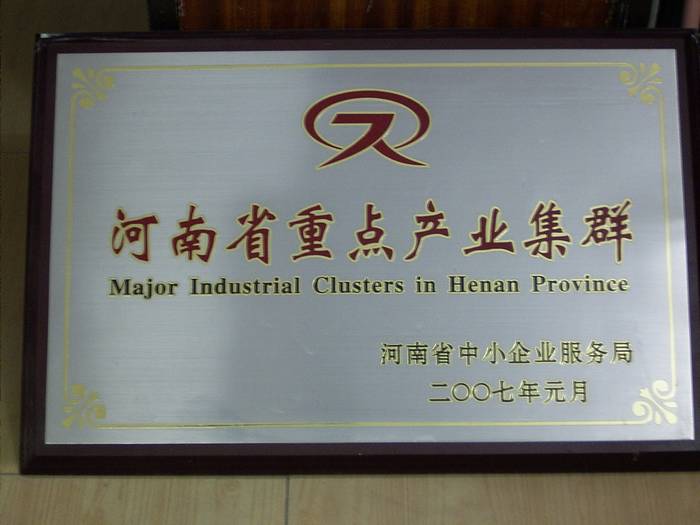 河南省重点产业集群
Major Industrial Clusters in Henan Province
河南省中小企业服务局
二〇〇七年元月